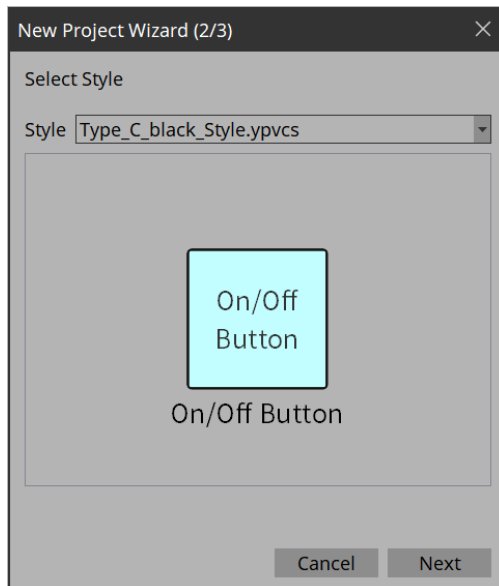 New Project Wizard (2/3)
Select Style
Style Type_C_black_Style.ypvcs
On/Off
Button
On/Off Button
Cancel Next